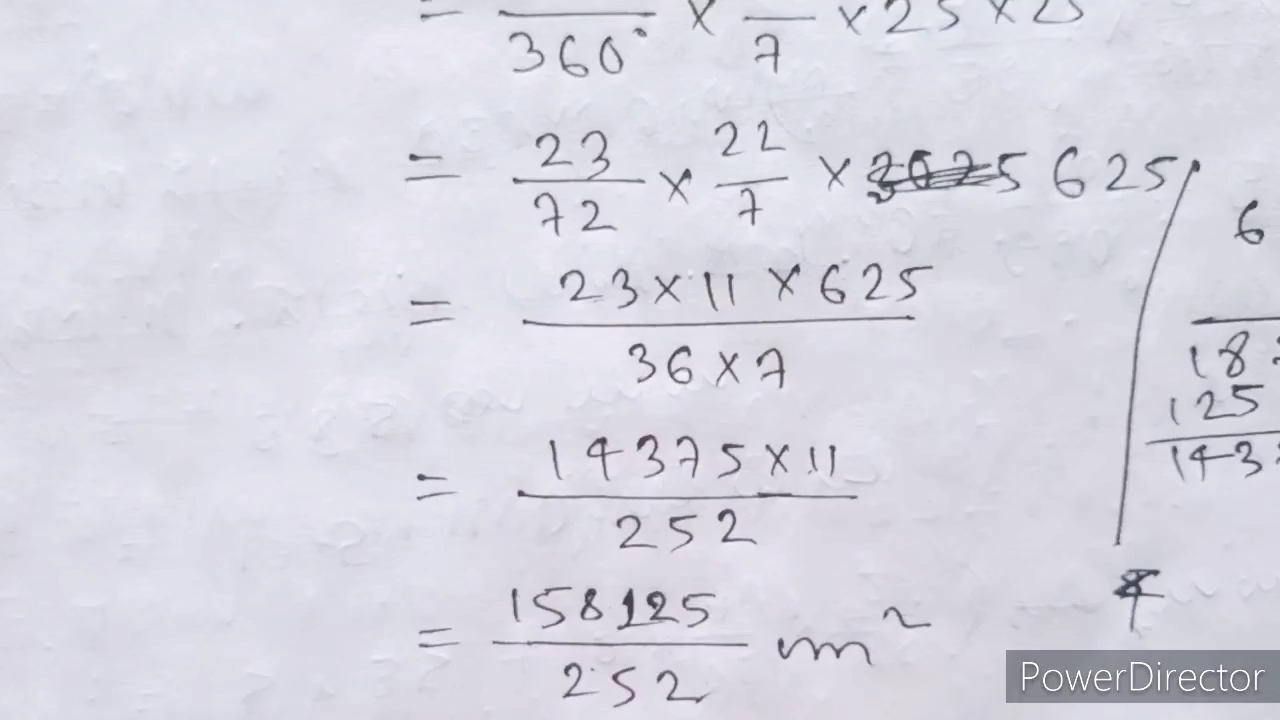 = /360° × /7 × 25 × 25
= 23/72 × 22/7 × 625
= 23×11×625/36×7
= 14375×11/252
= 158125/252 cm²
6
18
125
143
PowerDirector